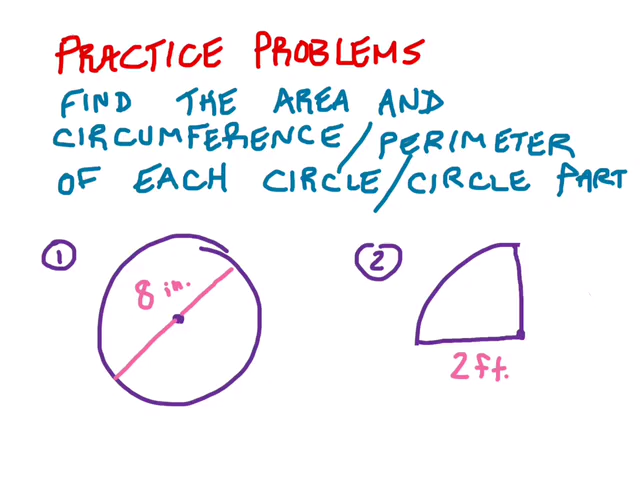 PRACTICE PROBLEMS
FIND THE AREA AND
CIRCUMFERENCE/PERIMETER
OF EACH CIRCLE/CIRCLE PART
1
8 in.
2
2 ft.